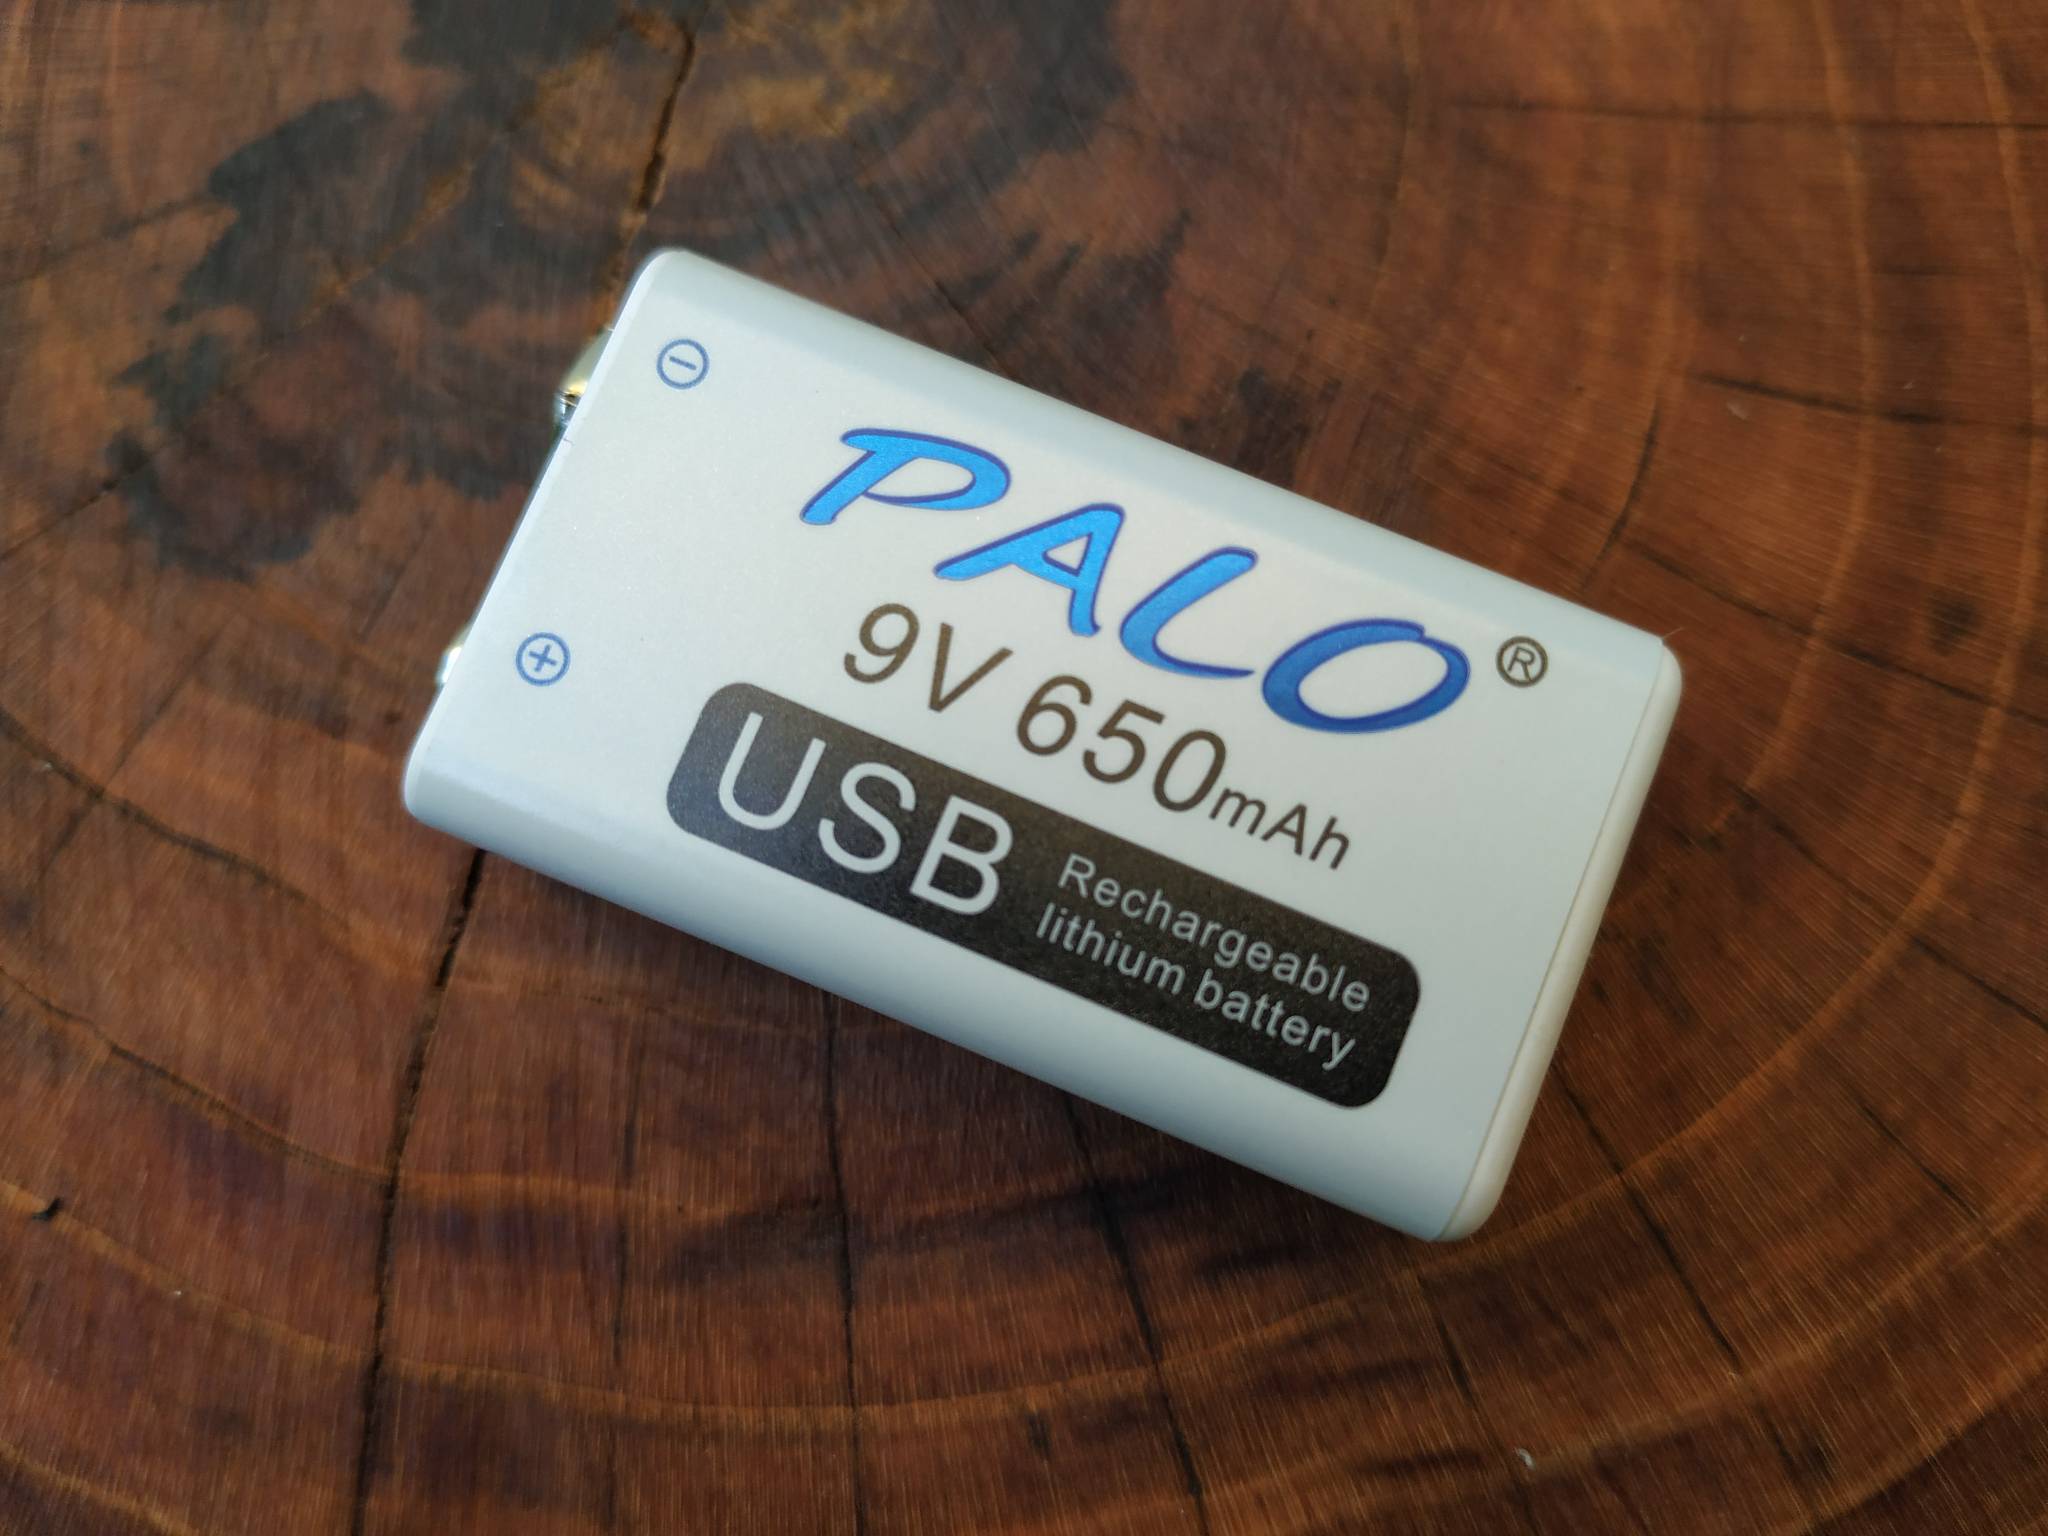 PALO®
9V 650mAh
USB
Rechargeable
lithium battery